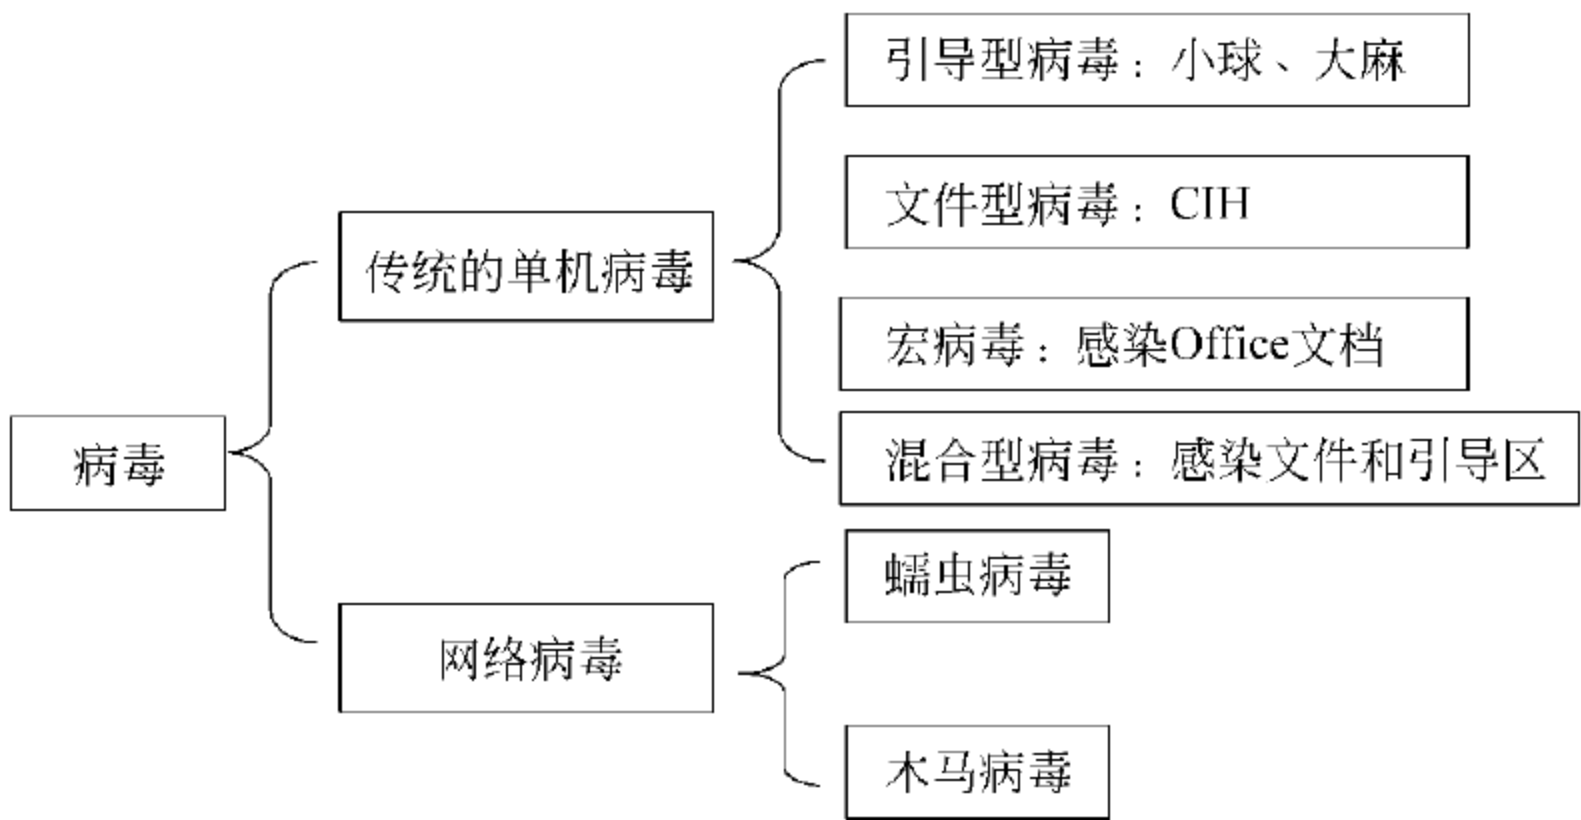 病毒
传统的单机病毒
引导型病毒：小球、大麻
文件型病毒：CIH
宏病毒：感染Office文档
混合型病毒：感染文件和引导区
网络病毒
蠕虫病毒
木马病毒